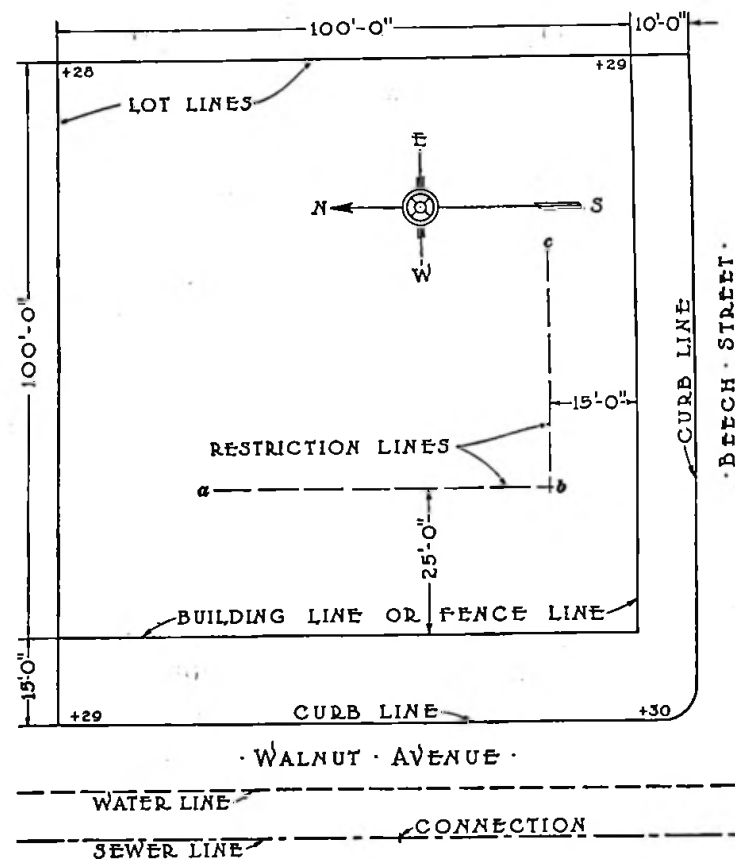 100'-0"
10'-0"
+28
+29
LOT LINES
E
N
S
W
c
100'-0"
CURB LINE
· BEECH · STREET ·
15'-0"
RESTRICTION LINES
a
b
25'-0"
BUILDING LINE OR FENCE LINE
15'-0"
+29
CURB LINE
+30
· WALNUT · AVENUE ·
WATER LINE
CONNECTION
SEWER LINE